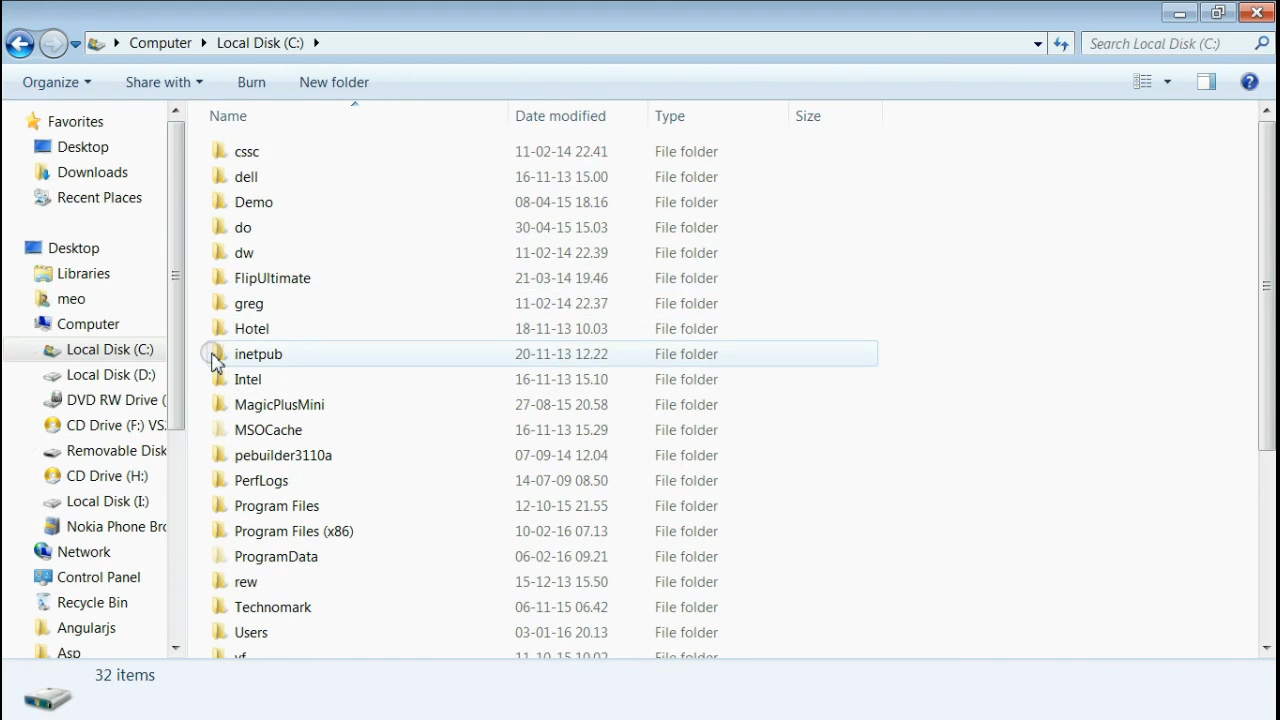 Computer Local Disk (C:) Search Local Disk (C:)
Organize Share with Burn New folder
Favorites
Desktop
Downloads
Recent Places
Desktop
Libraries
meo
Computer
Local Disk (C:)
Local Disk (D:)
DVD RW Drive (
CD Drive (F:) VS
Removable Disk
CD Drive (H:)
Local Disk (I:)
Nokia Phone Bro
Network
Control Panel
Recycle Bin
Angularjs
Asp
Name Date modified Type Size
cssc 11-02-14 22.41 File folder
dell 16-11-13 15.00 File folder
Demo 08-04-15 18.16 File folder
do 30-04-15 15.03 File folder
dw 11-02-14 22.39 File folder
FlipUltimate 21-03-14 19.46 File folder
greg 11-02-14 22.37 File folder
Hotel 18-11-13 10.03 File folder
inetpub 20-11-13 12.22 File folder
Intel 16-11-13 15.10 File folder
MagicPlusMini 27-08-15 20.58 File folder
MSOCache 16-11-13 15.29 File folder
pebuilder3110a 07-09-14 12.04 File folder
PerfLogs 14-07-09 08.50 File folder
Program Files 12-10-15 21.55 File folder
Program Files (x86) 10-02-16 07.13 File folder
ProgramData 06-02-16 09.21 File folder
rew 15-12-13 15.50 File folder
Technomark 06-11-15 06.42 File folder
Users 03-01-16 20.13 File folder
vf 11-10-15 10.02 File folder
32 items